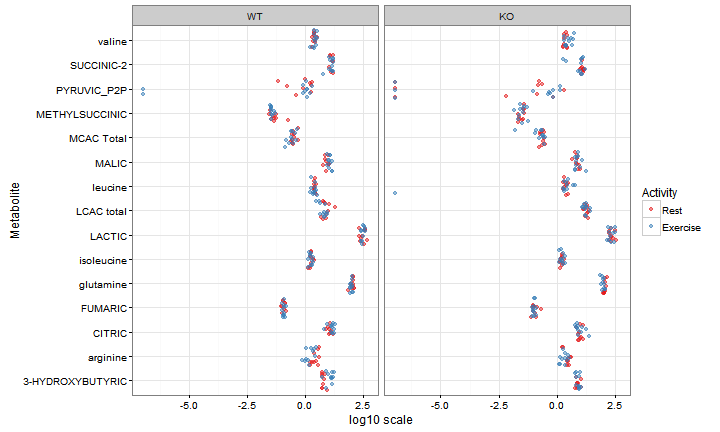 WT KO
valine
SUCCINIC-2
PYRUVIC_P2P
METHYLSUCCINIC
MCAC Total
MALIC
leucine
LCAC total
LACTIC
isoleucine
glutamine
FUMARIC
CITRIC
arginine
3-HYDROXYBUTYRIC
Metabolite
-5.0 -2.5 0.0 2.5 -5.0 -2.5 0.0 2.5
log10 scale
Activity
Rest
Exercise